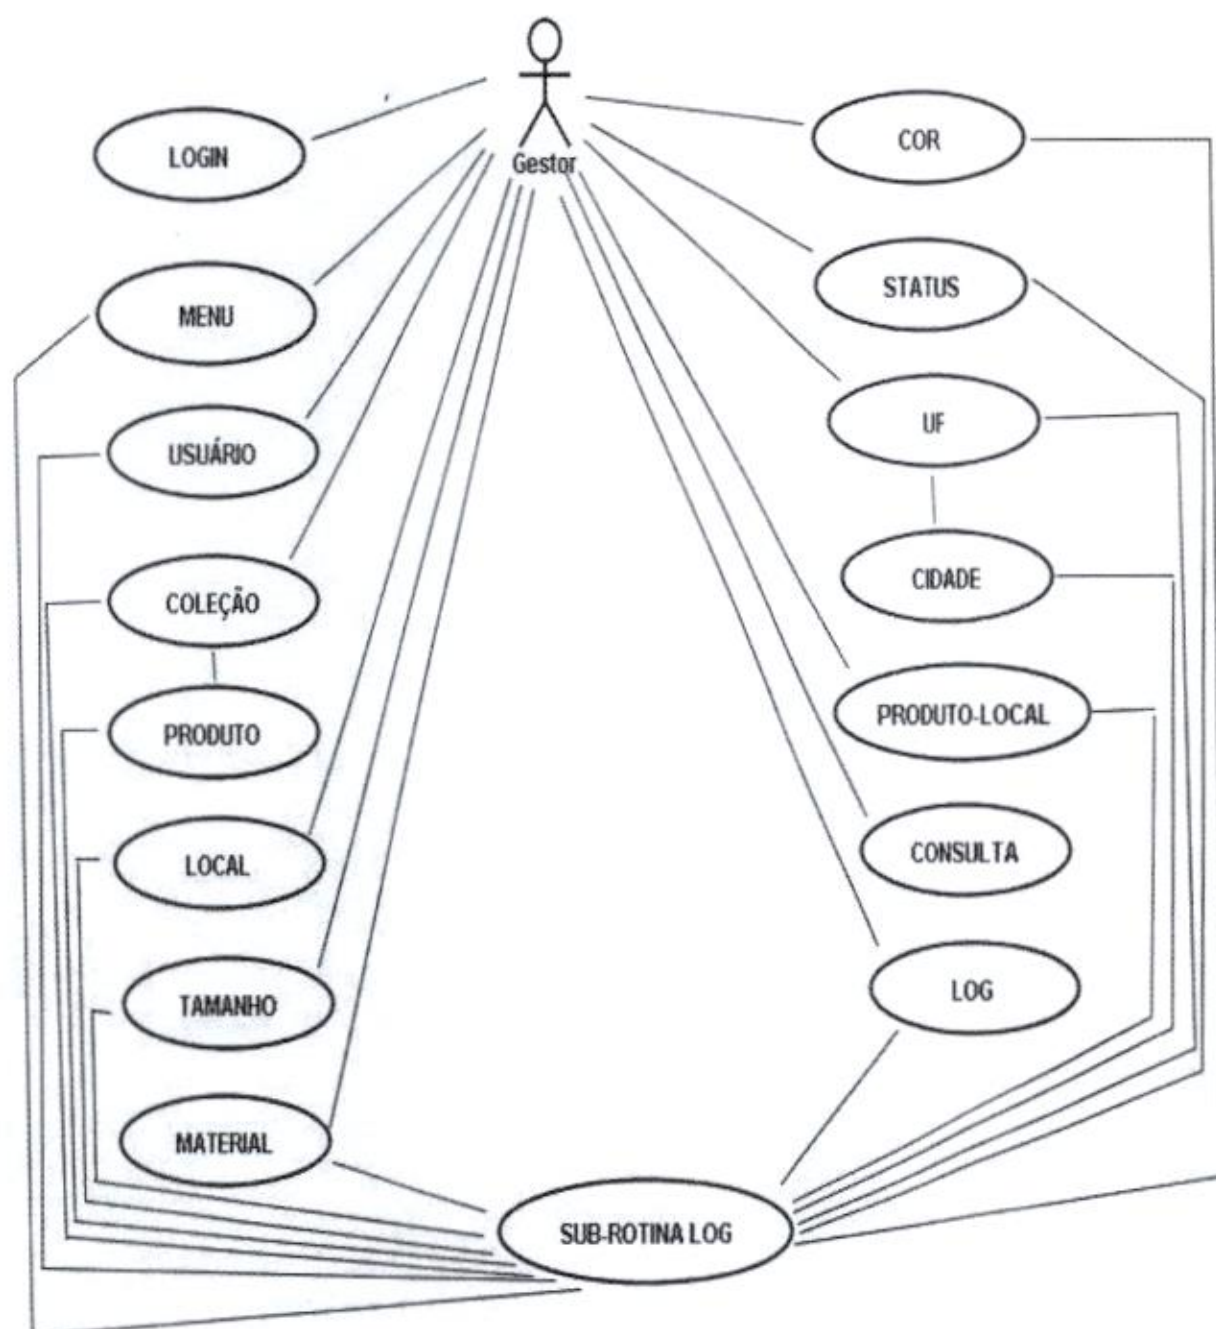 Gestor
LOGIN
MENU
USUÁRIO
COLEÇÃO
PRODUTO
LOCAL
TAMANHO
MATERIAL
COR
STATUS
UF
CIDADE
PRODUTO-LOCAL
CONSULTA
LOG
SUB-ROTINA LOG